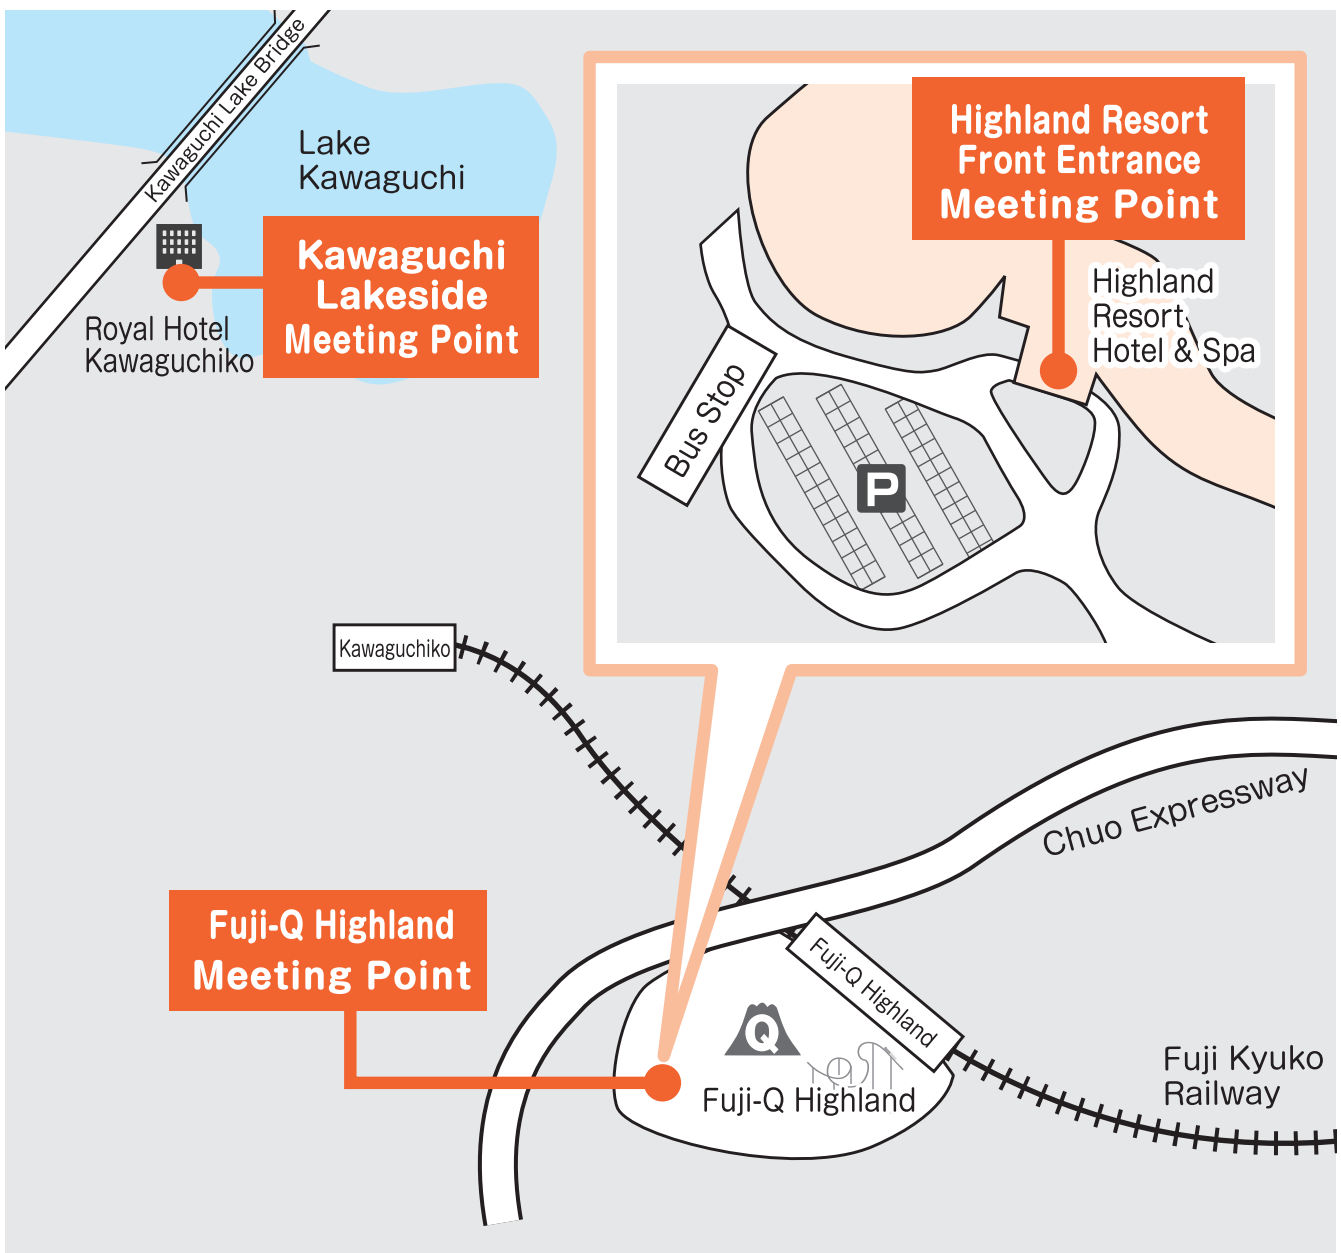 Kawaguchi Lake Bridge
Lake
Kawaguchi
Kawaguchi
Lakeside
Meeting Point
Royal Hotel
Kawaguchiko
Highland Resort
Front Entrance
Meeting Point
Highland
Resort,
Hotel & Spa
Bus Stop
P
Kawaguchiko
Chuo Expressway
Fuji-Q Highland
Meeting Point
Fuji-Q Highland
Q
Fuji-Q Highland
Fuji Kyuko
Railway